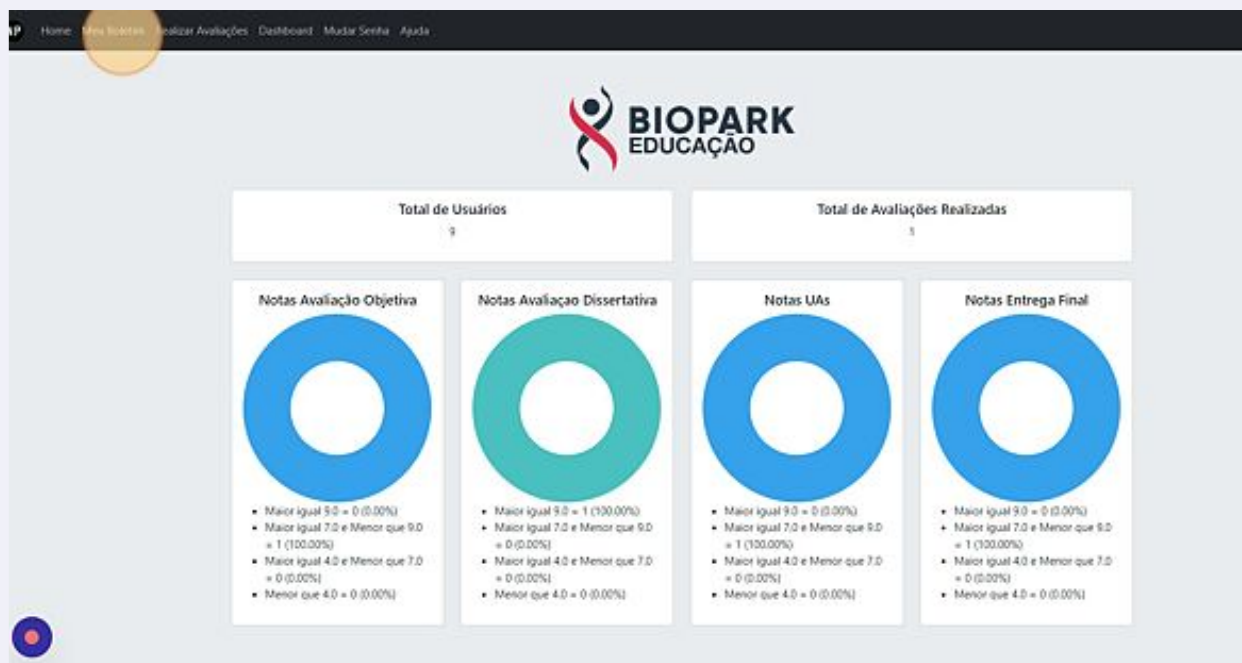 AP Home Meu Boletim Realizar Avaliações Dashboard Mudar Senha Ajuda
BIOPARK
EDUCAÇÃO
Total de Usuários
9
Total de Avaliações Realizadas
1
Notas Avaliação Objetiva
Maior igual 9.0 = 0 (0.00%)
Maior igual 7.0 e Menor que 9.0
= 1 (100.00%)
Maior igual 4.0 e Menor que 7.0
= 0 (0.00%)
Menor que 4.0 = 0 (0.00%)
Notas Avaliaçao Dissertativa
Maior igual 9.0 = 1 (100.00%)
Maior igual 7.0 e Menor que 9.0
= 0 (0.00%)
Maior igual 4.0 e Menor que 7.0
= 0 (0.00%)
Menor que 4.0 = 0 (0.00%)
Notas UAs
Maior igual 9.0 = 0 (0.00%)
Maior igual 7.0 e Menor que 9.0
= 1 (100.00%)
Maior igual 4.0 e Menor que 7.0
= 0 (0.00%)
Menor que 4.0 = 0 (0.00%)
Notas Entrega Final
Maior igual 9.0 = 0 (0.00%)
Maior igual 7.0 e Menor que 9.0
= 1 (100.00%)
Maior igual 4.0 e Menor que 7.0
= 0 (0.00%)
Menor que 4.0 = 0 (0.00%)